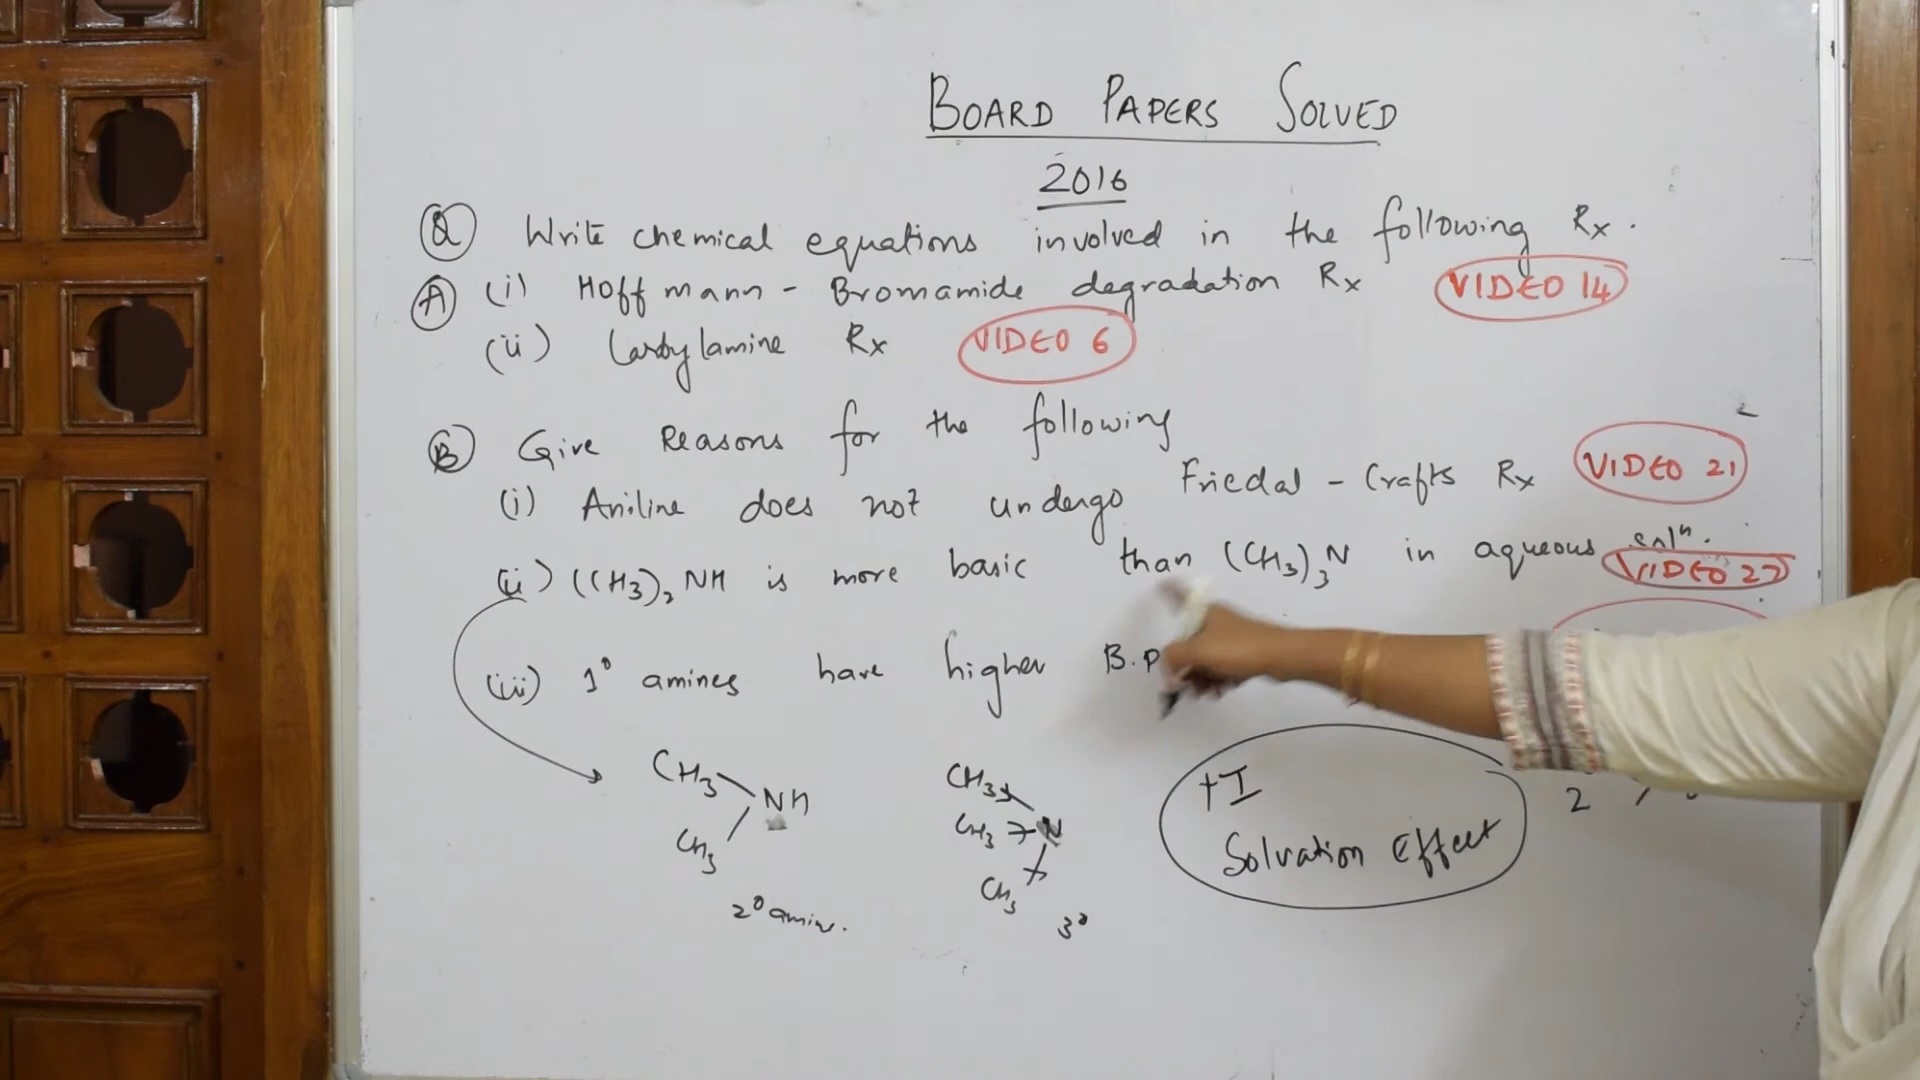 BOARD PAPERS SOLVED
2016
Q Write chemical equations involved in the following Rx.
A (i) Hoffmann - Bromamide degradation Rx VIDEO 14
(ii) Carbylamine Rx VIDEO 6
B Give Reasons for the following
(i) Aniline does not undergo Friedal - Crafts Rx VIDEO 21
(ii) ((CH3)2 NH is more basic than (CH3)3N in aqueous solⁿ. VIDEO 27
(iii) 1° amines have higher B.p
CH3 NH
CH3
2° amin.
CH3
CH3 N
CH3
3°
+I
Solvation Effect
2